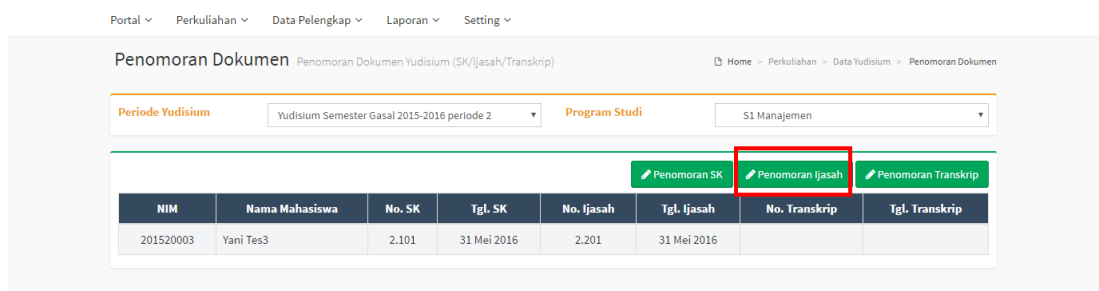 Portal Perkuliahan Data Pelengkap Laporan Setting
Penomoran Dokumen Penomoran Dokumen Yudisium (SK/Ijasah/Transkrip) Home > Perkuliahan > Data Yudisium > Penomoran Dokumen
Periode Yudisium Yudisium Semester Gasal 2015-2016 periode 2 Program Studi S1 Manajemen
Penomoran SK Penomoran Ijasah Penomoran Transkrip
NIM Nama Mahasiswa No. SK Tgl. SK No. Ijasah Tgl. Ijasah No. Transkrip Tgl. Transkrip
201520003 Yani Tes3 2.101 31 Mei 2016 2.201 31 Mei 2016